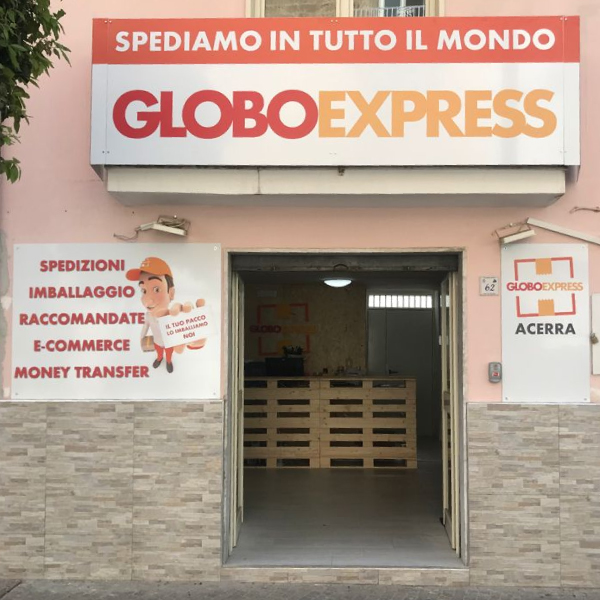 SPEDIAMO IN TUTTO IL MONDO
GLOBOEXPRESS
SPEDIZIONI
IMBALLAGGIO
RACCOMANDATE
E-COMMERCE
MONEY TRANSFER
IL TUO PACCO
LO IMBALLIAMO
NOI
GLOBOEXPRESS
62
GLOBOEXPRESS
ACERRA